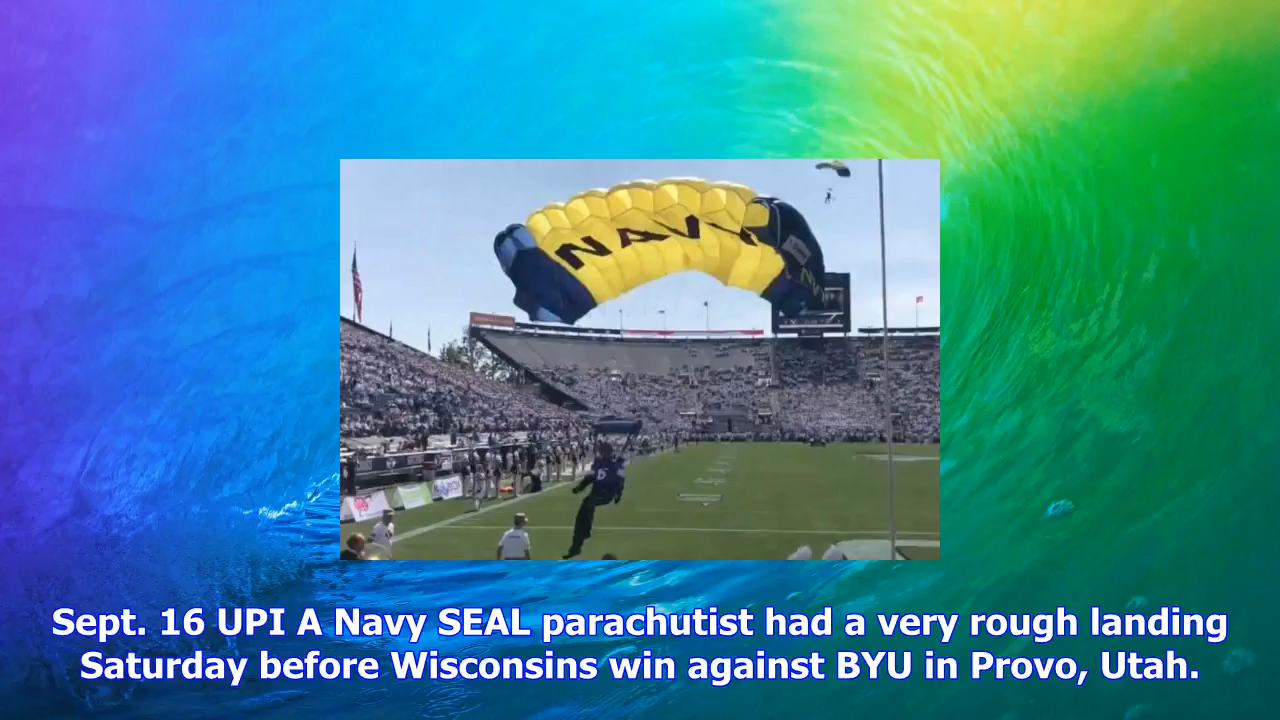 NAVY
Sept. 16 UPI A Navy SEAL parachutist had a very rough landing
Saturday before Wisconsins win against BYU in Provo, Utah.